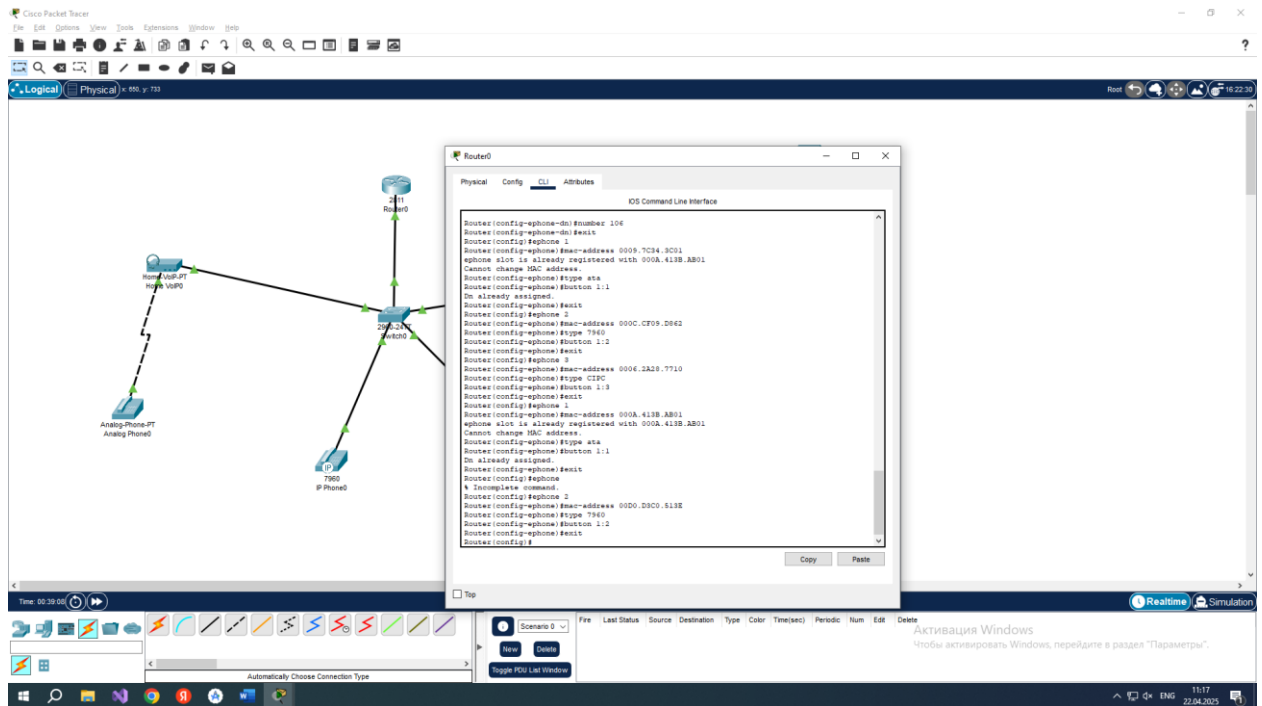 Cisco Packet Tracer
File Edit Options View Tools Extensions Window Help
?
Logical Physical x: 650, y: 733
Root 16:22:30
Router0
Physical Config CLI Attributes
IOS Command Line Interface
Router(config-ephone-dn)#number 106
Router(config-ephone-dn)#exit
Router(config)#ephone 1
Router(config-ephone)#mac-address 0009.7C34.3C01
ephone slot is already registered with 000A.413B.AB01
Cannot change MAC address.
Router(config-ephone)#type ata
Router(config-ephone)#button 1:1
Dn already assigned.
Router(config-ephone)#exit
Router(config)#ephone 2
Router(config-ephone)#mac-address 000C.CF09.D862
Router(config-ephone)#type 7960
Router(config-ephone)#button 1:2
Router(config-ephone)#exit
Router(config)#ephone 3
Router(config-ephone)#mac-address 0006.2A28.7710
Router(config-ephone)#type CIPC
Router(config-ephone)#button 1:3
Router(config-ephone)#exit
Router(config)#ephone 1
Router(config-ephone)#mac-address 000A.413B.AB01
ephone slot is already registered with 000A.413B.AB01
Cannot change MAC address.
Router(config-ephone)#type ata
Router(config-ephone)#button 1:1
Dn already assigned.
Router(config-ephone)#exit
Router(config)#ephone
% Incomplete command.
Router(config)#ephone 2
Router(config-ephone)#mac-address 00D0.D3C0.513E
Router(config-ephone)#type 7960
Router(config-ephone)#button 1:2
Router(config-ephone)#exit
Router(config)#
Copy Paste
Top
2811
Router0
Home-VoIP-PT
Home VoIP0
2960-24TT
Switch0
Analog-Phone-PT
Analog Phone0
IP
7960
IP Phone0
Time: 00:39:08
Realtime Simulation
Scenario 0
New Delete
Toggle PDU List Window
Fire Last Status Source Destination Type Color Time(sec) Periodic Num Edit Delete
Активация Windows
Чтобы активировать Windows, перейдите в раздел "Параметры".
Automatically Choose Connection Type
ENG 11:17
22.04.2025